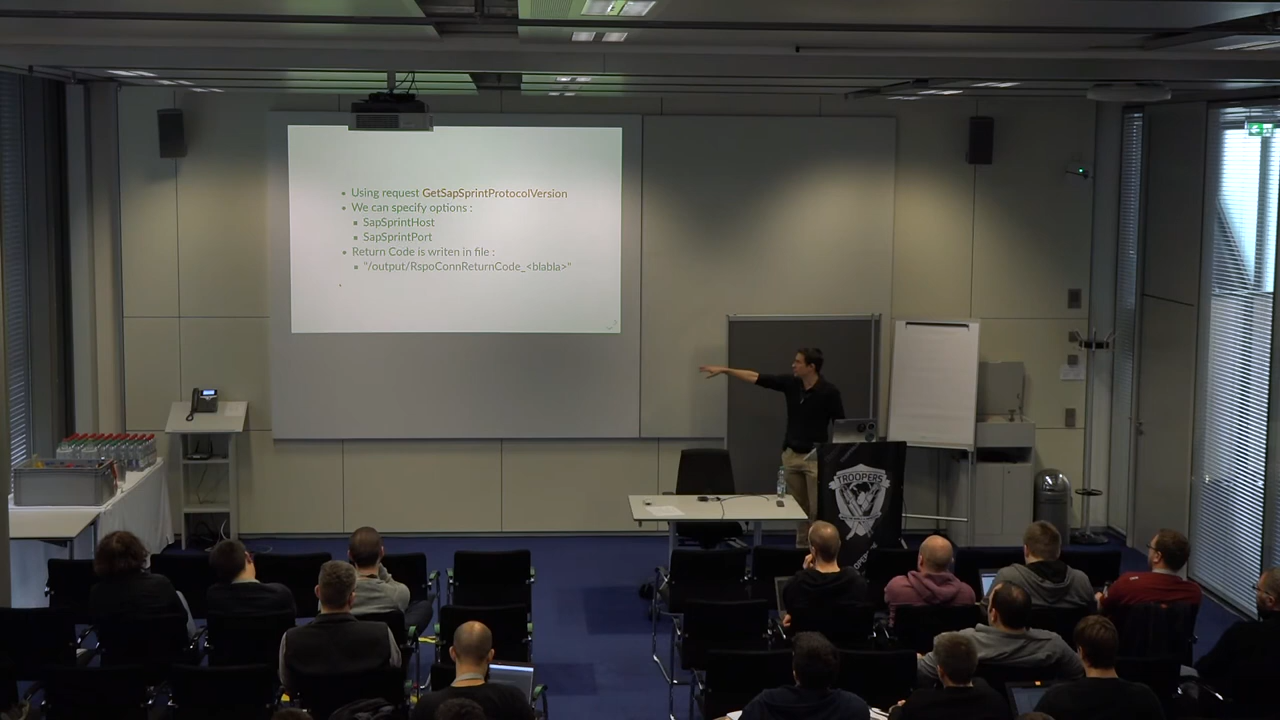 Using request GetSapSprintProtocolVersion
We can specify options :
SapSprintHost
SapSprintPort
Return Code is writen in file :
"/output/RspoConnReturnCode_<blabla>"
TROOPERS